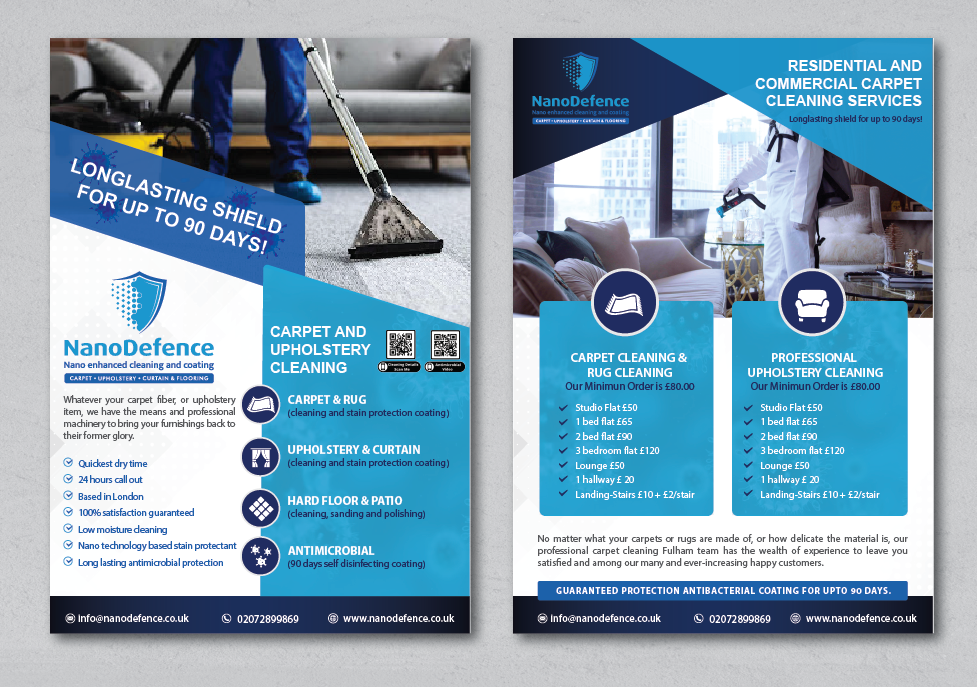 LONGLASTING SHIELD
FOR UP TO 90 DAYS!
NanoDefence
Nano enhanced cleaning and coating
CARPET • UPHOLSTERY • CURTAIN & FLOORING
Whatever your carpet fiber, or upholstery
item, we have the means and professional
machinery to bring your furnishings back to
their former glory.
Quickest dry time
24 hours call out
Based in London
100% satisfaction guaranteed
Low moisture cleaning
Nano technology based stain protectant
Long lasting antimicrobial protection
CARPET AND
UPHOLSTERY
CLEANING
Cleaning Details
Scan Me
Antimicrobial
Video
CARPET & RUG
(cleaning and stain protection coating)
UPHOLSTERY & CURTAIN
(cleaning and stain protection coating)
HARD FLOOR & PATIO
(cleaning, sanding and polishing)
ANTIMICROBIAL
(90 days self disinfecting coating)
info@nanodefence.co.uk 02072899869 www.nanodefence.co.uk
NanoDefence
Nano enhanced cleaning and coating
CARPET • UPHOLSTERY • CURTAIN & FLOORING
RESIDENTIAL AND
COMMERCIAL CARPET
CLEANING SERVICES
Longlasting shield for up to 90 days!
CARPET CLEANING &
RUG CLEANING
Our Minimun Order is £80.00
Studio Flat £50
1 bed flat £65
2 bed flat £90
3 bedroom flat £120
Lounge £50
1 hallway £ 20
Landing-Stairs £10 + £2/stair
PROFESSIONAL
UPHOLSTERY CLEANING
Our Minimun Order is £80.00
Studio Flat £50
1 bed flat £65
2 bed flat £90
3 bedroom flat £120
Lounge £50
1 hallway £ 20
Landing-Stairs £10 + £2/stair
No matter what your carpets or rugs are made of, or how delicate the material is, our
professional carpet cleaning Fulham team has the wealth of experience to leave you
satisfied and among our many and ever-increasing happy customers.
GUARANTEED PROTECTION ANTIBACTERIAL COATING FOR UPTO 90 DAYS.
info@nanodefence.co.uk 02072899869 www.nanodefence.co.uk